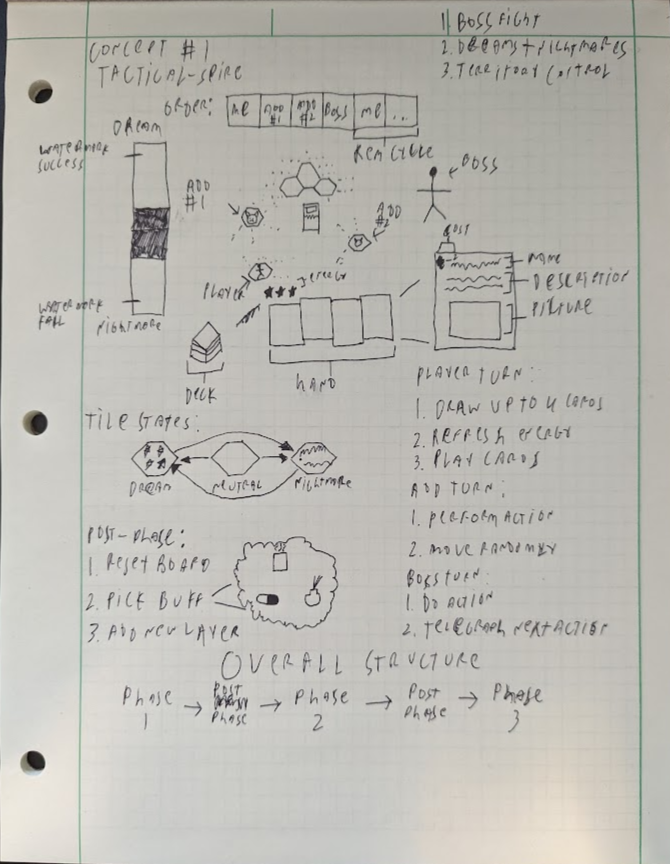 1. BOSS FIGHT
2. DREAMS + NIGHTMARES
3. TERRITORY CONTROL
CONCEPT #1
TACTICAL-SPIRE
ORDER: ME ADD #1 ADD #2 BOSS ME ...
RECYCLE
DREAM
WATERMARK
SUCCESS
ADD
#1
BOSS
ADD
#2
COST
NAME
DESCRIPTION
PICTURE
PLAYER
ENERGY
WATERMARK
FAIL
NIGHTMARE
DECK
HAND
PLAYER TURN:
1. DRAW UP TO 4 CARDS
2. REFRESH ENERGY
3. PLAY CARDS
ADD TURN:
1. PERFORM ACTION
2. MOVE RANDOMLY
BOSS TURN:
1. DO ACTION
2. TELEGRAPH NEXT ACTION
TILE STATES:
DREAM NEUTRAL NIGHTMARE
POST-PHASE:
1. RESET BOARD
2. PICK BUFF
3. ADD NEW LAYER
OVERALL STRUCTURE
PHASE 1 → POST PHASE → PHASE 2 → POST PHASE → PHASE 3